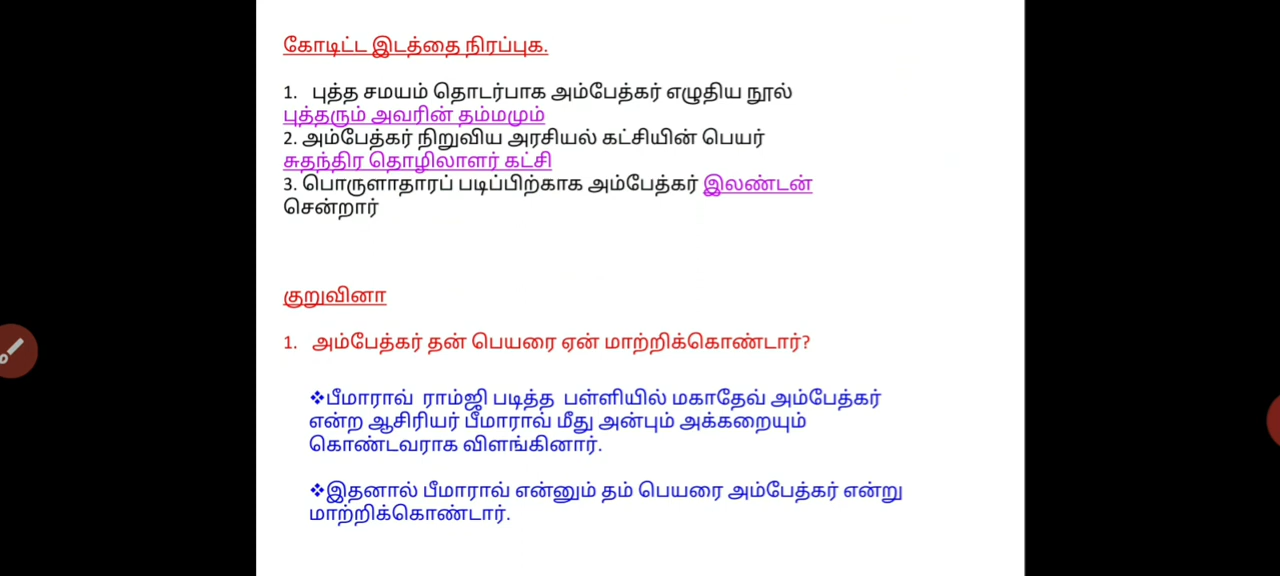 கோடிட்ட இடத்தை நிரப்புக.
1. புத்த சமயம் தொடர்பாக அம்பேத்கர் எழுதிய நூல்
புத்தரும் அவரின் தம்மமும்
2. அம்பேத்கர் நிறுவிய அரசியல் கட்சியின் பெயர்
சுதந்திர தொழிலாளர் கட்சி
3. பொருளாதாரப் படிப்பிற்காக அம்பேத்கர் இலண்டன்
சென்றார்
குறுவினா
1. அம்பேத்கர் தன் பெயரை ஏன் மாற்றிக்கொண்டார்?
❖பீமாராவ் ராம்ஜி படித்த பள்ளியில் மகாதேவ் அம்பேத்கர்
என்ற ஆசிரியர் பீமாராவ் மீது அன்பும் அக்கறையும்
கொண்டவராக விளங்கினார்.
❖இதனால் பீமாராவ் என்னும் தம் பெயரை அம்பேத்கர் என்று
மாற்றிக்கொண்டார்.